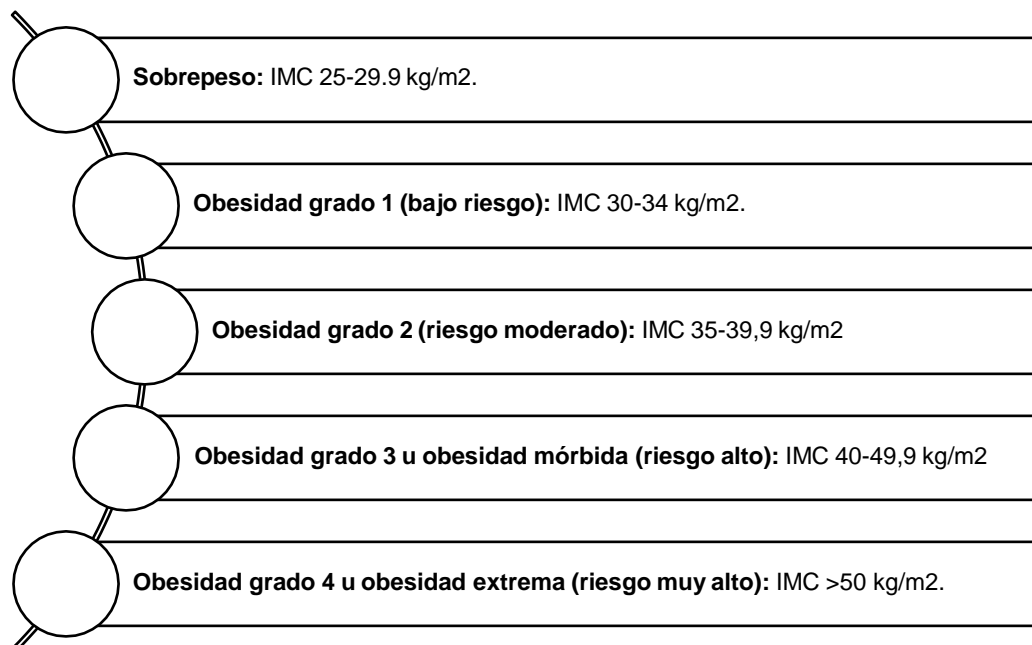 Sobrepeso: IMC 25-29.9 kg/m2.
Obesidad grado 1 (bajo riesgo): IMC 30-34 kg/m2.
Obesidad grado 2 (riesgo moderado): IMC 35-39,9 kg/m2
Obesidad grado 3 u obesidad mórbida (riesgo alto): IMC 40-49,9 kg/m2
Obesidad grado 4 u obesidad extrema (riesgo muy alto): IMC >50 kg/m2.